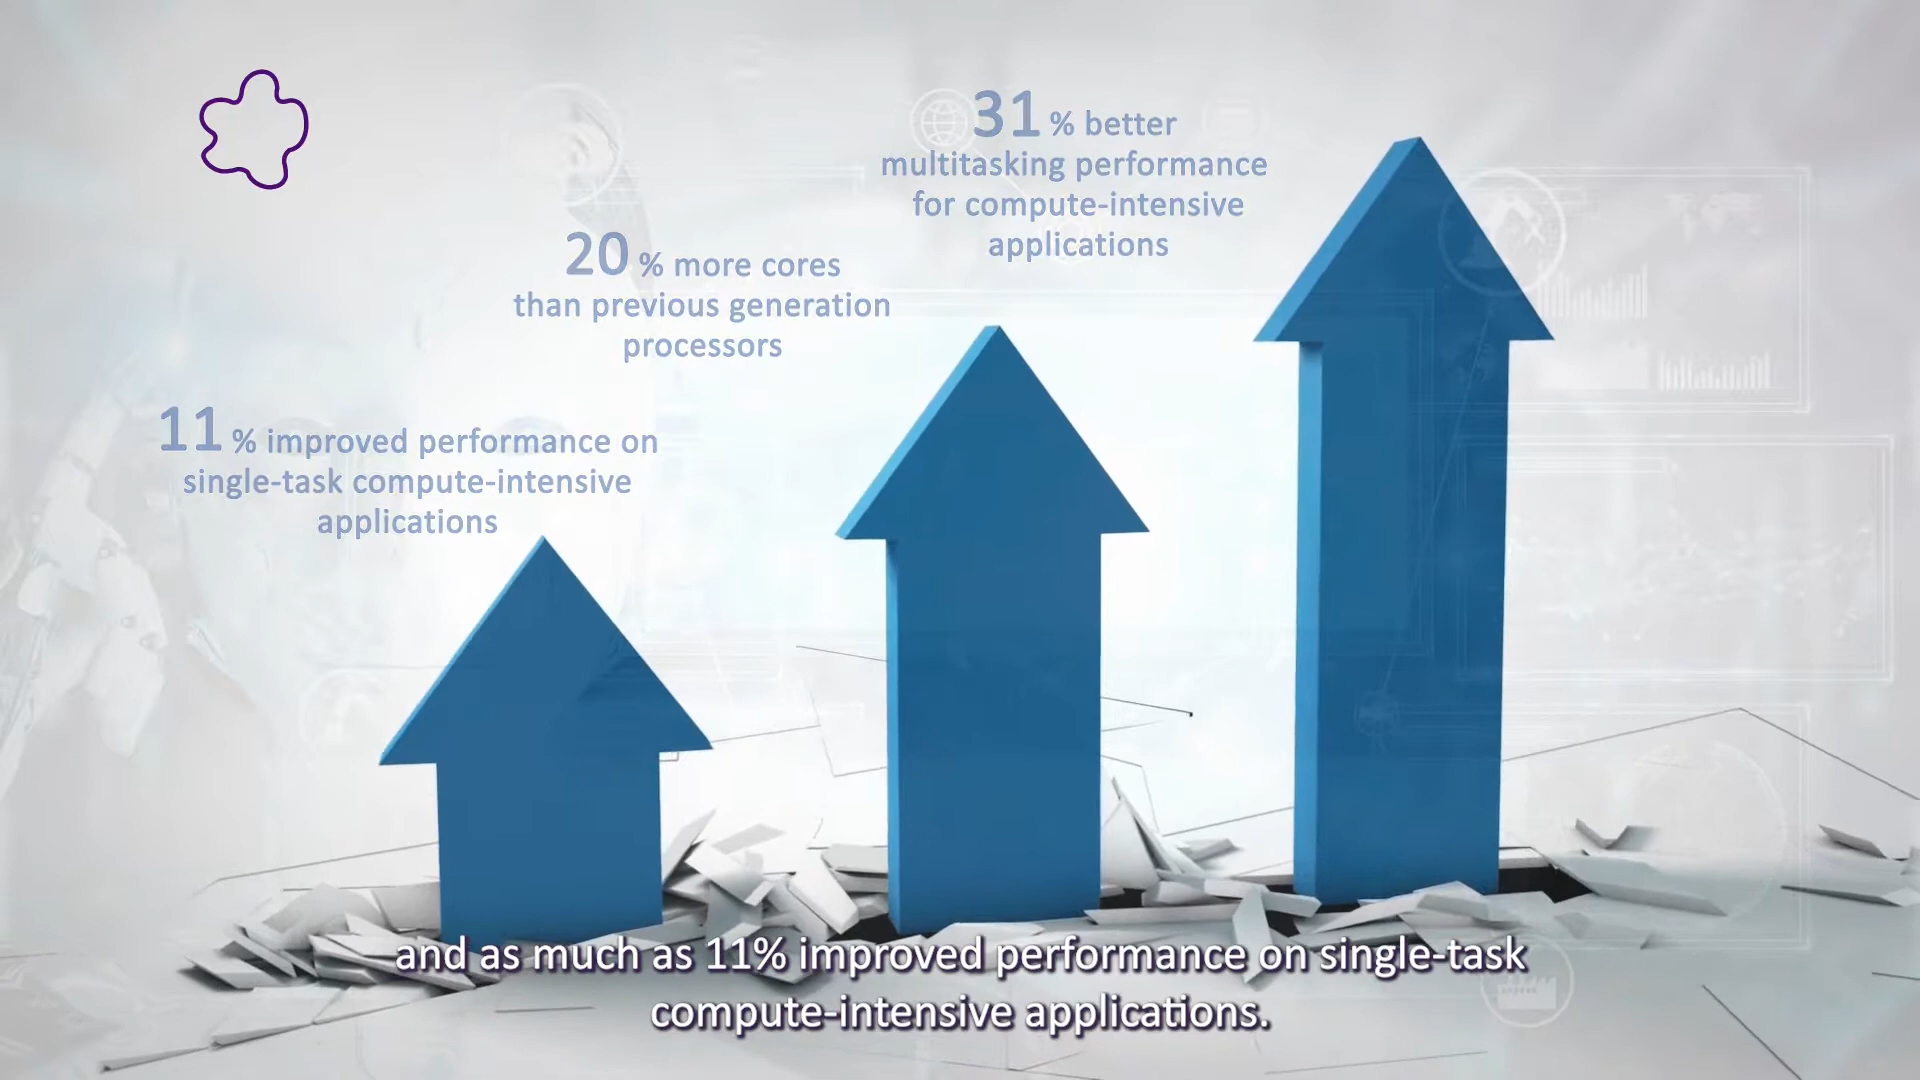 31 % better
multitasking performance
for compute-intensive
applications
20 % more cores
than previous generation
processors
11 % improved performance on
single-task compute-intensive
applications
and as much as 11% improved performance on single-task
compute-intensive applications.